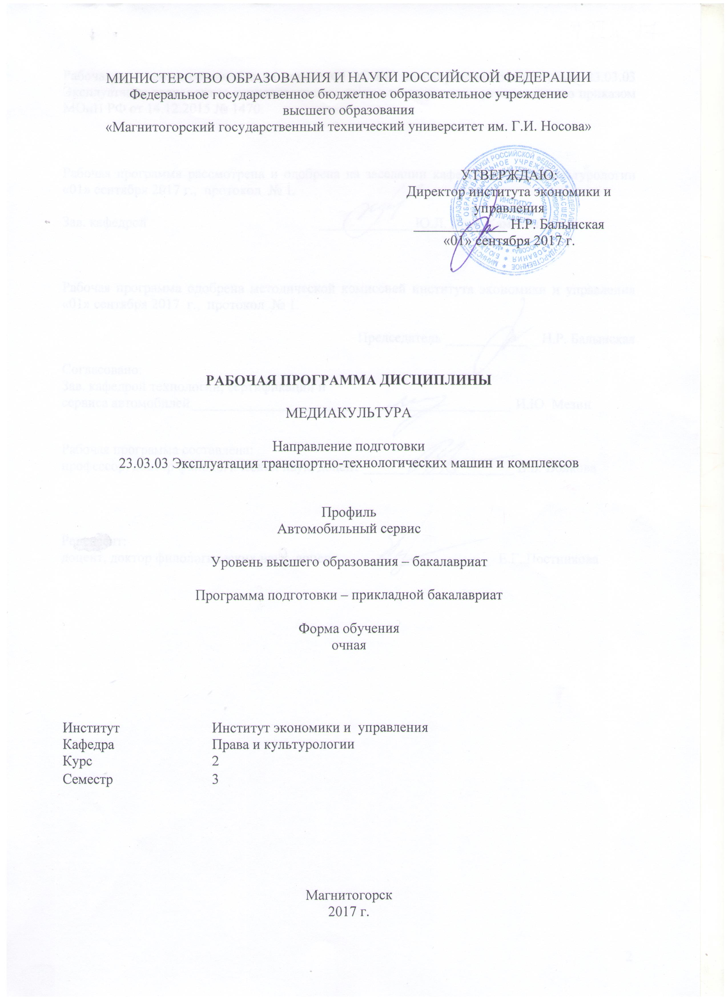 МИНИСТЕРСТВО ОБРАЗОВАНИЯ И НАУКИ РОССИЙСКОЙ ФЕДЕРАЦИИ
Федеральное государственное бюджетное образовательное учреждение
высшего образования
«Магнитогорский государственный технический университет им. Г.И. Носова»
УТВЕРЖДАЮ:
Директор института экономики и
управления
Н.Р. Балынская
«01» сентября 2017 г.
ИНСТИТУТ
ЭКОНОМИКИ
И УПРАВЛЕНИЯ
РАБОЧАЯ ПРОГРАММА ДИСЦИПЛИНЫ
МЕДИАКУЛЬТУРА
Направление подготовки
23.03.03 Эксплуатация транспортно-технологических машин и комплексов
Профиль
Автомобильный сервис
Уровень высшего образования – бакалавриат
Программа подготовки – прикладной бакалавриат
Форма обучения
очная
Институт Институт экономики и управления
Кафедра Права и культурологии
Курс 2
Семестр 3
Магнитогорск
2017 г.